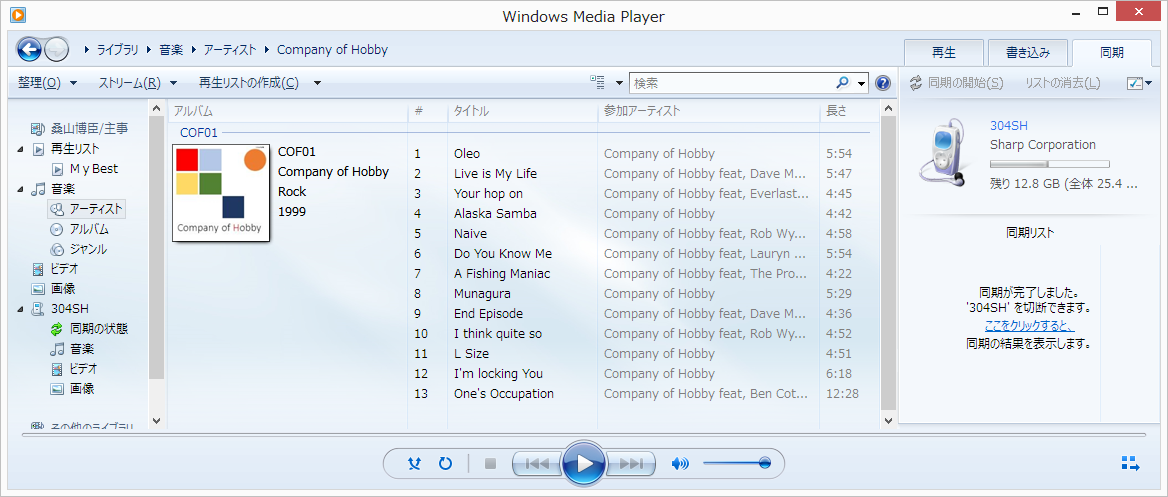 Windows Media Player
ライブラリ 音楽 アーティスト Company of Hobby
再生 書き込み 同期
整理(O) ストリーム(R) 再生リストの作成(C) 検索 同期の開始(S) リストの消去(L)
アルバム # タイトル 参加アーティスト 長さ
COF01
COF01
Company of Hobby
Rock
1999
Company of Hobby
1 Oleo Company of Hobby 5:54
2 Live is My Life Company of Hobby feat, Dave M... 5:47
3 Your hop on Company of Hobby feat, Everlast... 4:45
4 Alaska Samba Company of Hobby 4:42
5 Naive Company of Hobby feat, Rob Wy... 4:58
6 Do You Know Me Company of Hobby feat, Lauryn ... 5:54
7 A Fishing Maniac Company of Hobby feat, The Pro... 4:22
8 Munagura Company of Hobby 5:29
9 End Episode Company of Hobby feat, Dave M... 4:36
10 I think quite so Company of Hobby feat, Rob Wy... 4:52
11 L Size Company of Hobby 4:51
12 I'm locking You Company of Hobby 6:18
13 One's Occupation Company of Hobby feat, Ben Cot... 12:28
山博臣/主事
再生リスト
My Best
音楽
アーティスト
アルバム
ジャンル
ビデオ
画像
304SH
同期の状態
音楽
ビデオ
画像
その他のライブラリ
304SH
Sharp Corporation
残り 12.8 GB (全体 25.4 ...
同期リスト
同期が完了しました。
'304SH' を切断できます。
ここをクリックすると、
同期の結果を表示します。